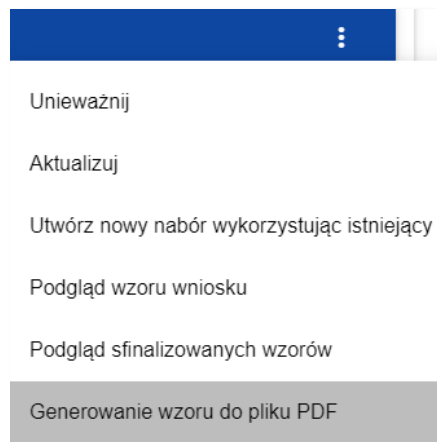 Unieważnij
Aktualizuj
Utwórz nowy nabór wykorzystując istniejący
Podgląd wzoru wniosku
Podgląd sfinalizowanych wzorów
Generowanie wzoru do pliku PDF